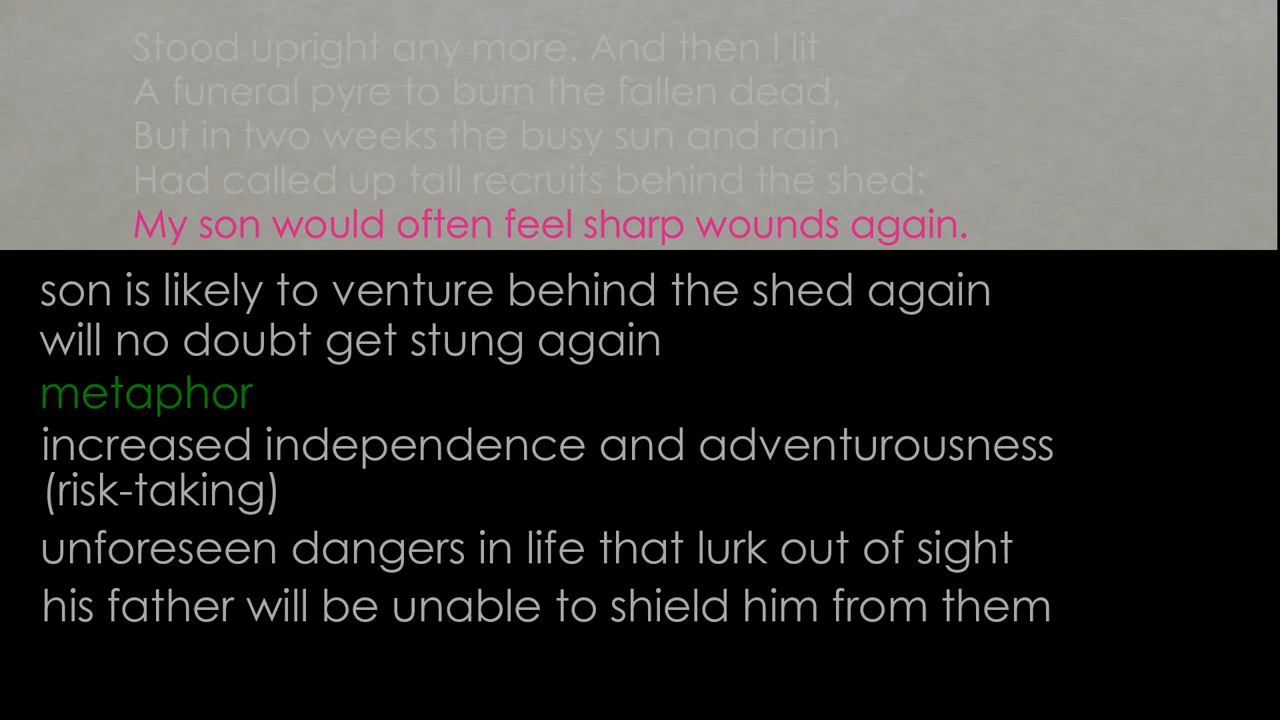 Stood upright any more. And then I lit
A funeral pyre to burn the fallen dead,
But in two weeks the busy sun and rain
Had called up tall recruits behind the shed:
My son would often feel sharp wounds again.
son is likely to venture behind the shed again
will no doubt get stung again
metaphor
increased independence and adventurousness
(risk-taking)
unforeseen dangers in life that lurk out of sight
his father will be unable to shield him from them